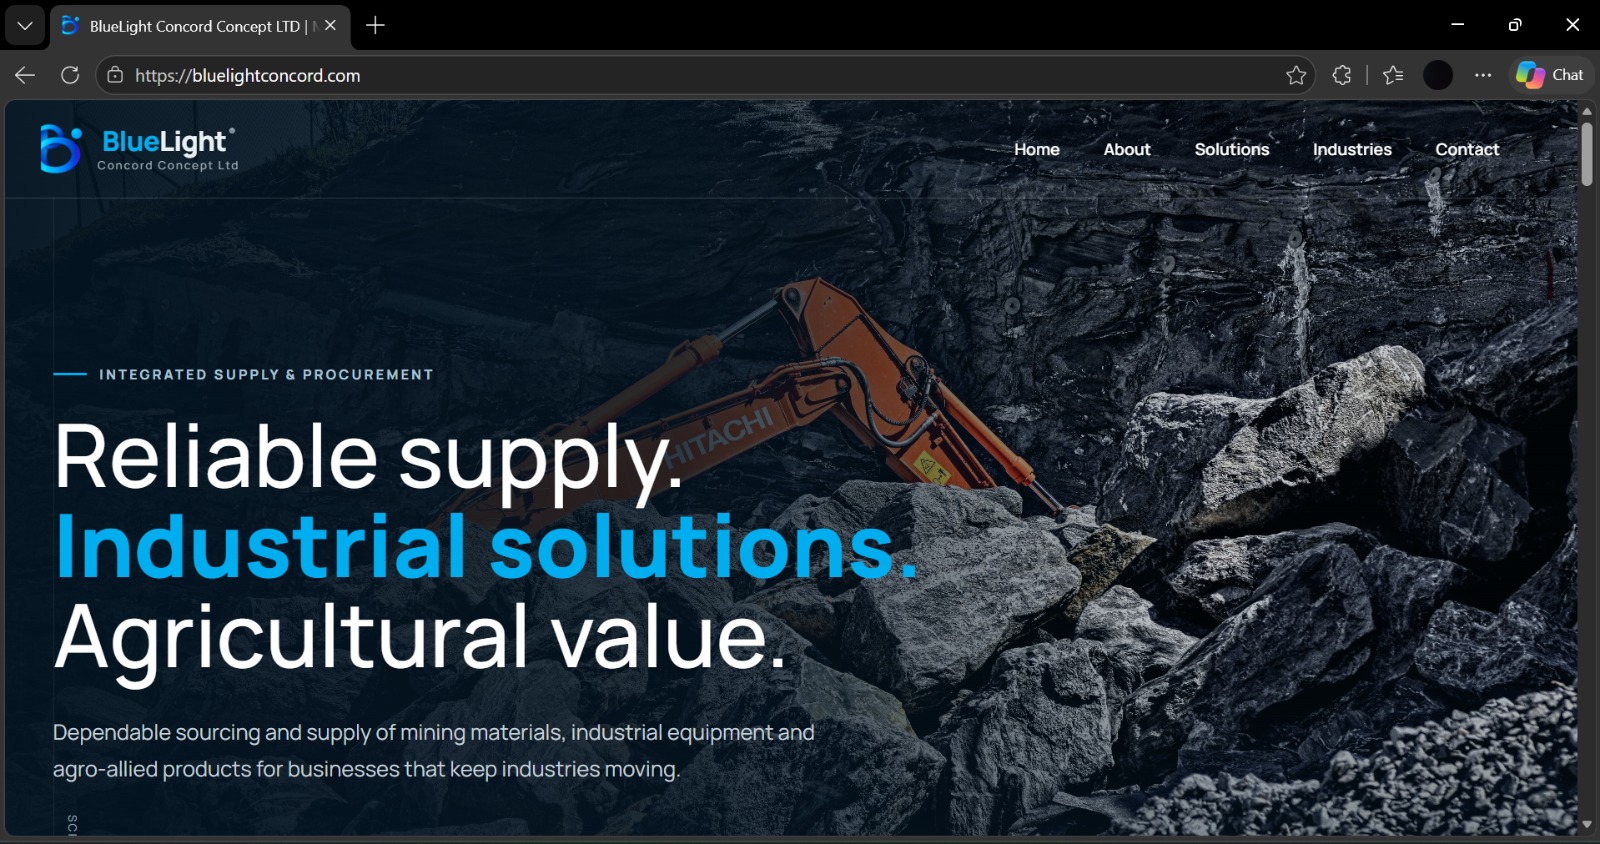 BlueLight Concord Concept LTD |
https://bluelightconcord.com
Chat
BlueLight
Concord Concept Ltd
Home
About
Solutions
Industries
Contact
INTEGRATED SUPPLY & PROCUREMENT
HITACHI
Reliable supply.
Industrial solutions.
Agricultural value.
Dependable sourcing and supply of mining materials, industrial equipment and
agro-allied products for businesses that keep industries moving.